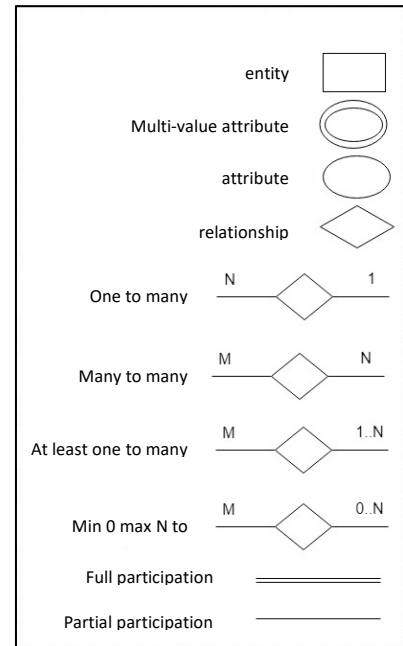 entity
Multi-value attribute
attribute
relationship
One to many
N 1
Many to many
M N
At least one to many
M 1..N
Min 0 max N to
M 0..N
Full participation
Partial participation